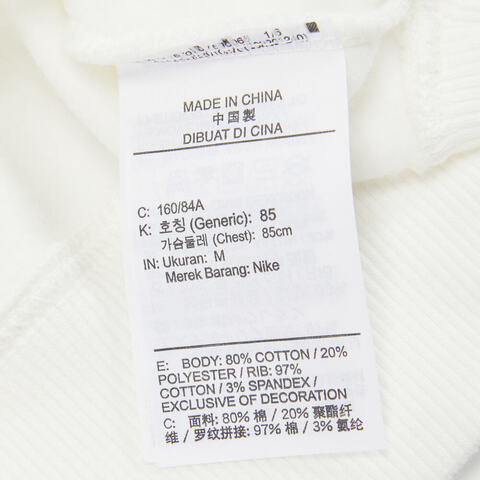 MADE IN CHINA
中国製
DIBUAT DI CINA
C: 160/84A
K: 호칭 (Generic): 85
가슴둘레 (Chest): 85cm
IN: Ukuran: M
Merek Barang: Nike
E: BODY: 80% COTTON / 20%
POLYESTER / RIB: 97%
COTTON / 3% SPANDEX /
EXCLUSIVE OF DECORATION
C: 面料: 80% 棉 / 20% 聚酯纤
维 / 罗纹拼接: 97% 棉 / 3% 氨纶